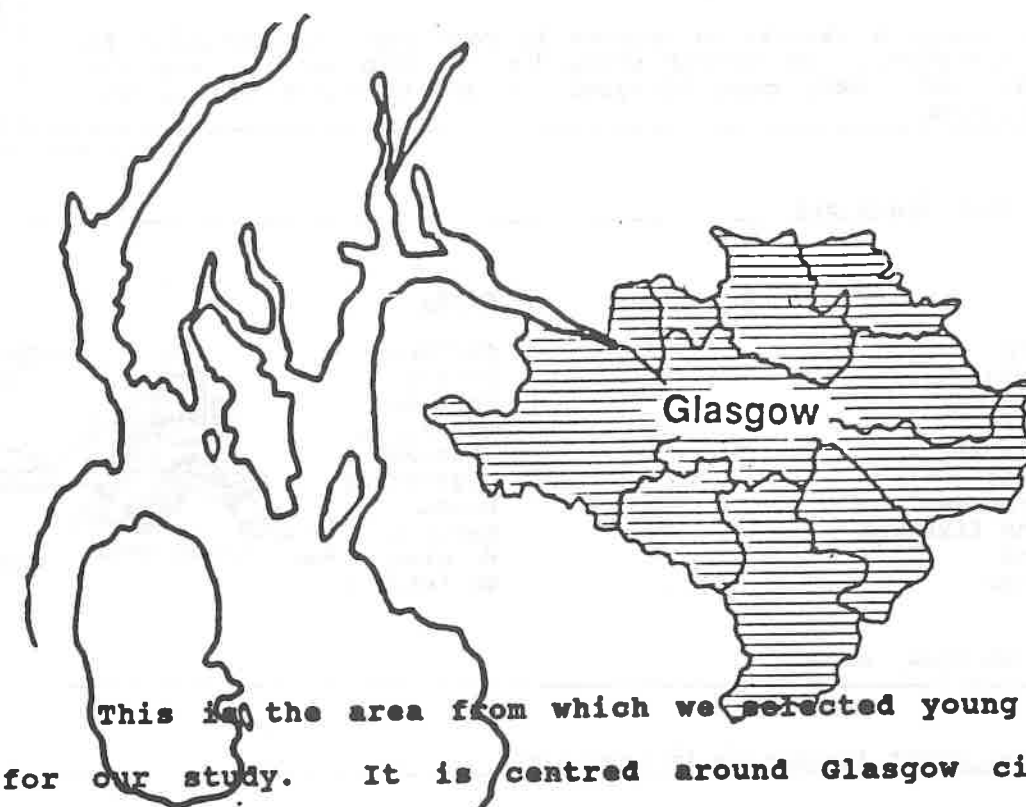 Glasgow
This is the area from which we selected young
for our study. It is centred around Glasgow ci